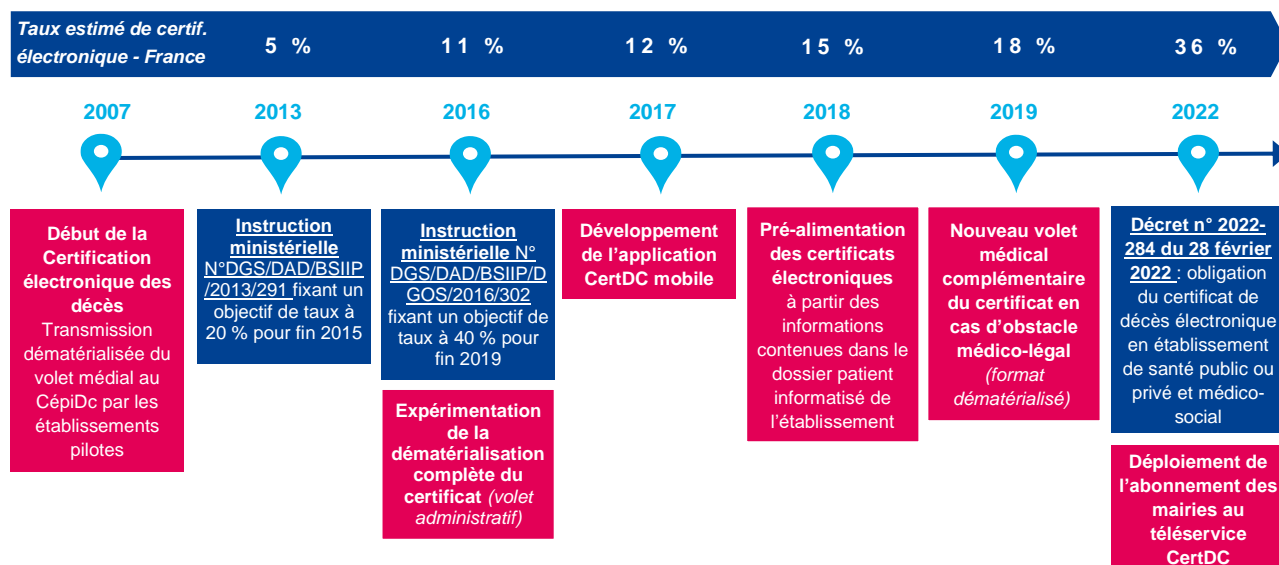 Taux estimé de certif.
électronique - France
5 %
11 %
12 %
15 %
18 %
36 %
2007
2013
2016
2017
2018
2019
2022
Début de la
Certification
électronique des
décès
Transmission
dématérialisée du
volet médial au
CépiDc par les
établissements
pilotes
Instruction
ministérielle
N°DGS/DAD/BSIIP
/2013/291 fixant un
objectif de taux à
20 % pour fin 2015
Instruction
ministérielle N°
DGS/DAD/BSIIP/D
GOS/2016/302
fixant un objectif de
taux à 40 % pour
fin 2019
Expérimentation
de la
dématérialisation
complète du
certificat (volet
administratif)
Développement
de l'application
CertDC mobile
Pré-alimentation
des certificats
électroniques
à partir des
informations
contenues dans le
dossier patient
informatisé de
l'établissement
Nouveau volet
médical
complémentaire
du certificat en
cas d'obstacle
médico-légal
(format
dématérialisé)
Décret n° 2022-
284 du 28 février
2022 : obligation
du certificat de
décès électronique
en établissement
de santé public ou
privé et médico-
social
Déploiement de
l'abonnement des
mairies au
téléservice
CertDC